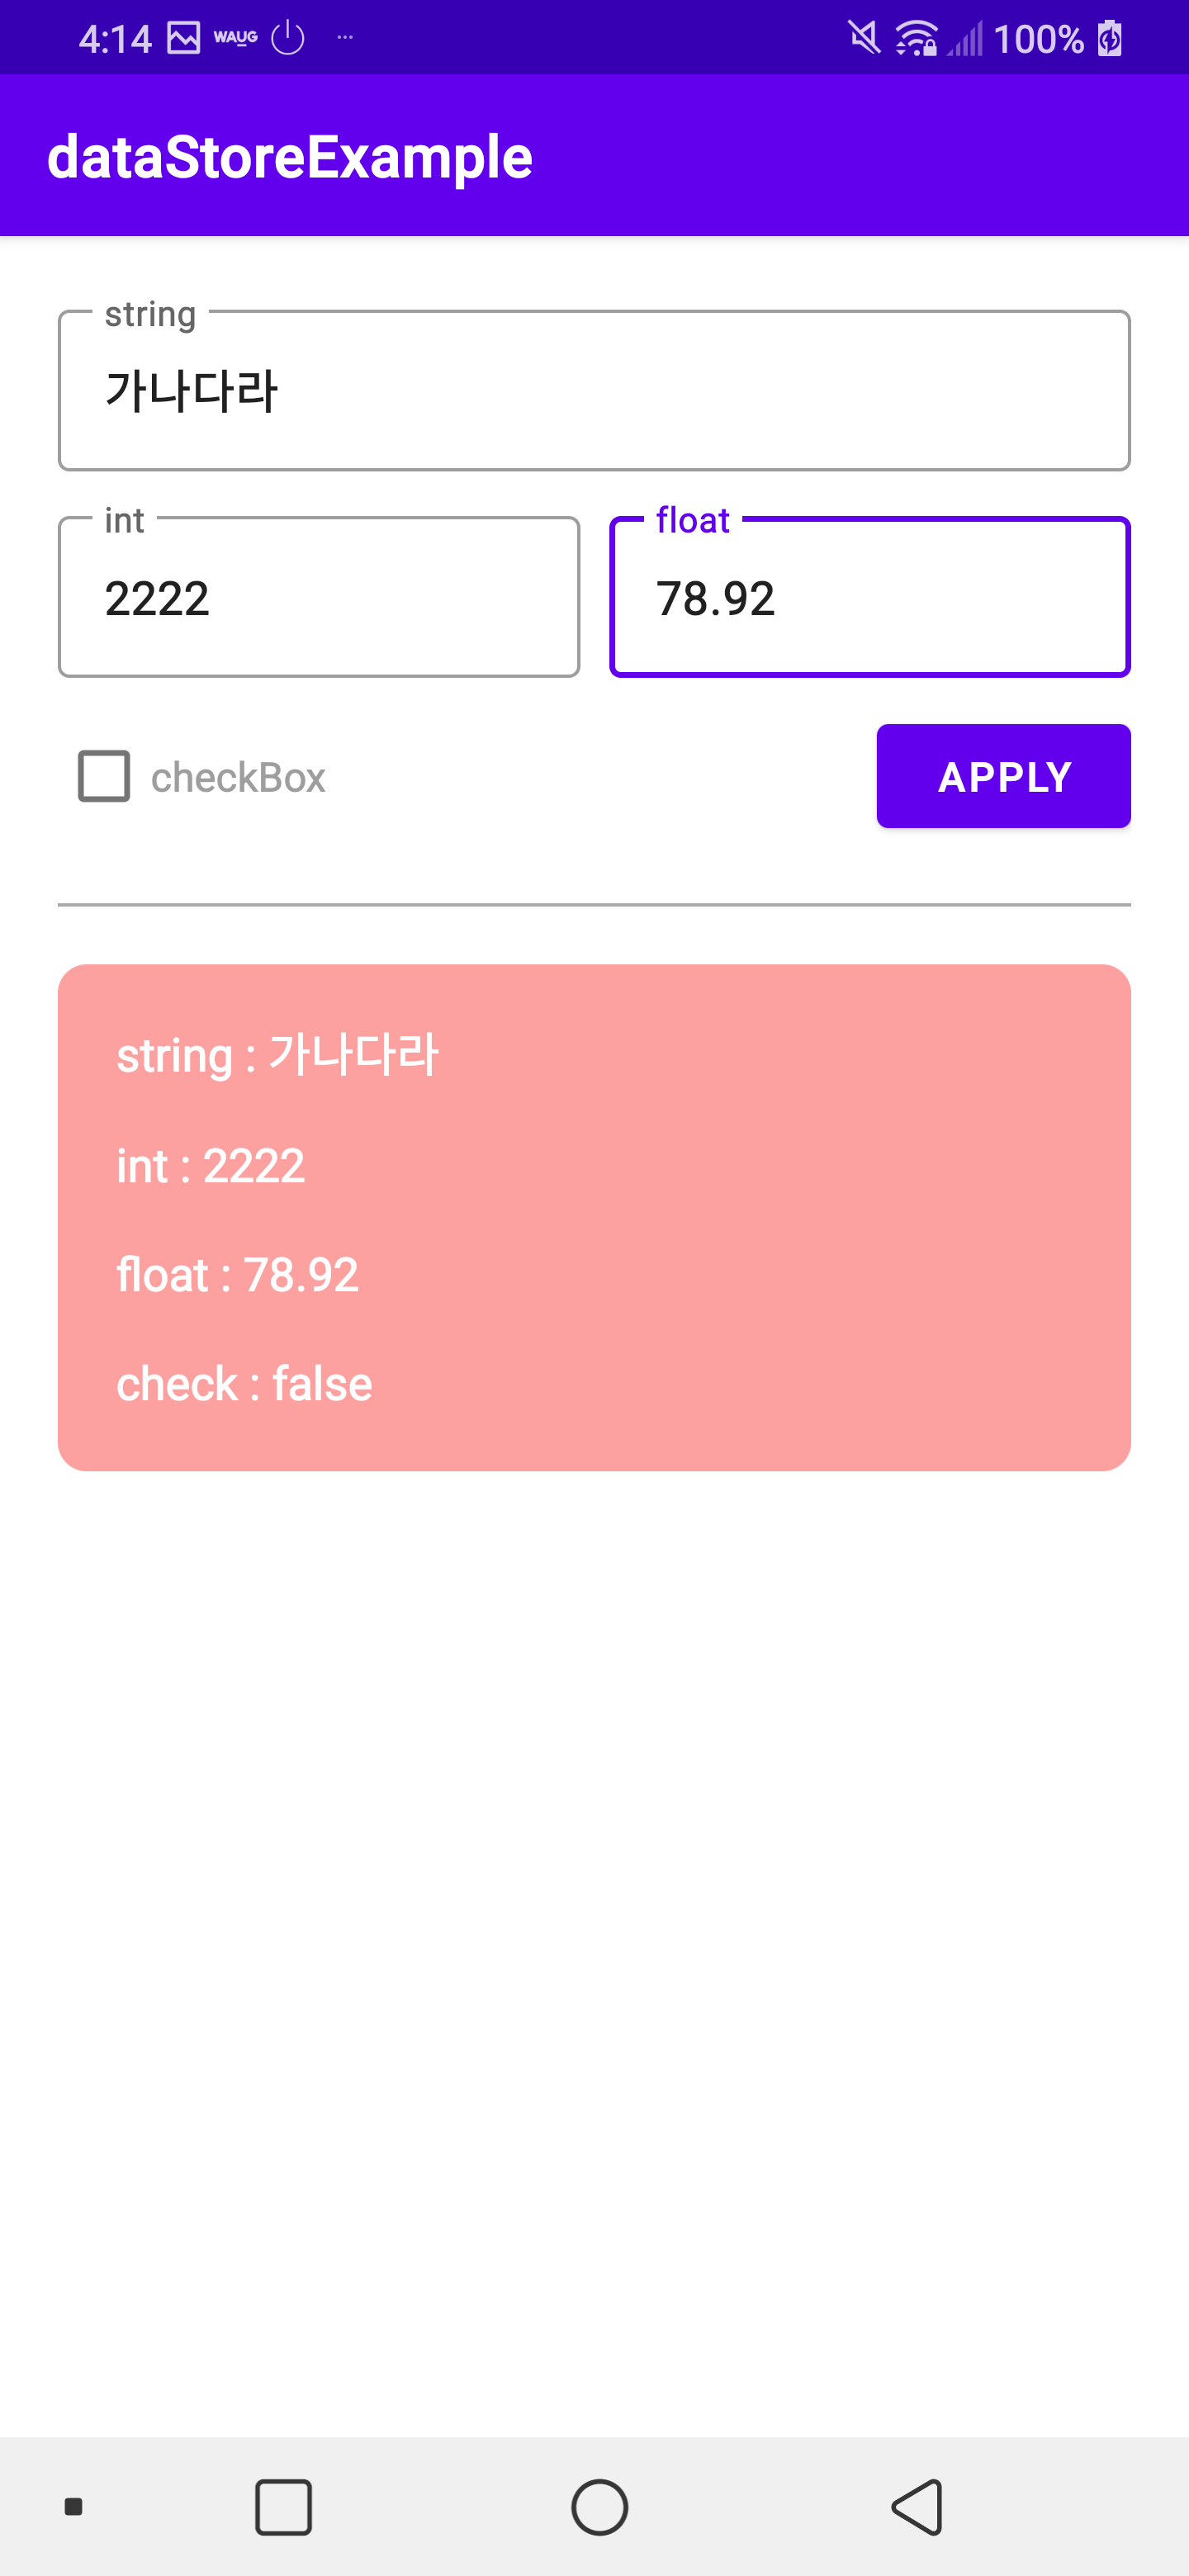 4:14 WAUG ... 100%
dataStoreExample
string
가나다라
int float
2222 78.92
checkBox APPLY
string : 가나다라
int : 2222
float : 78.92
check : false